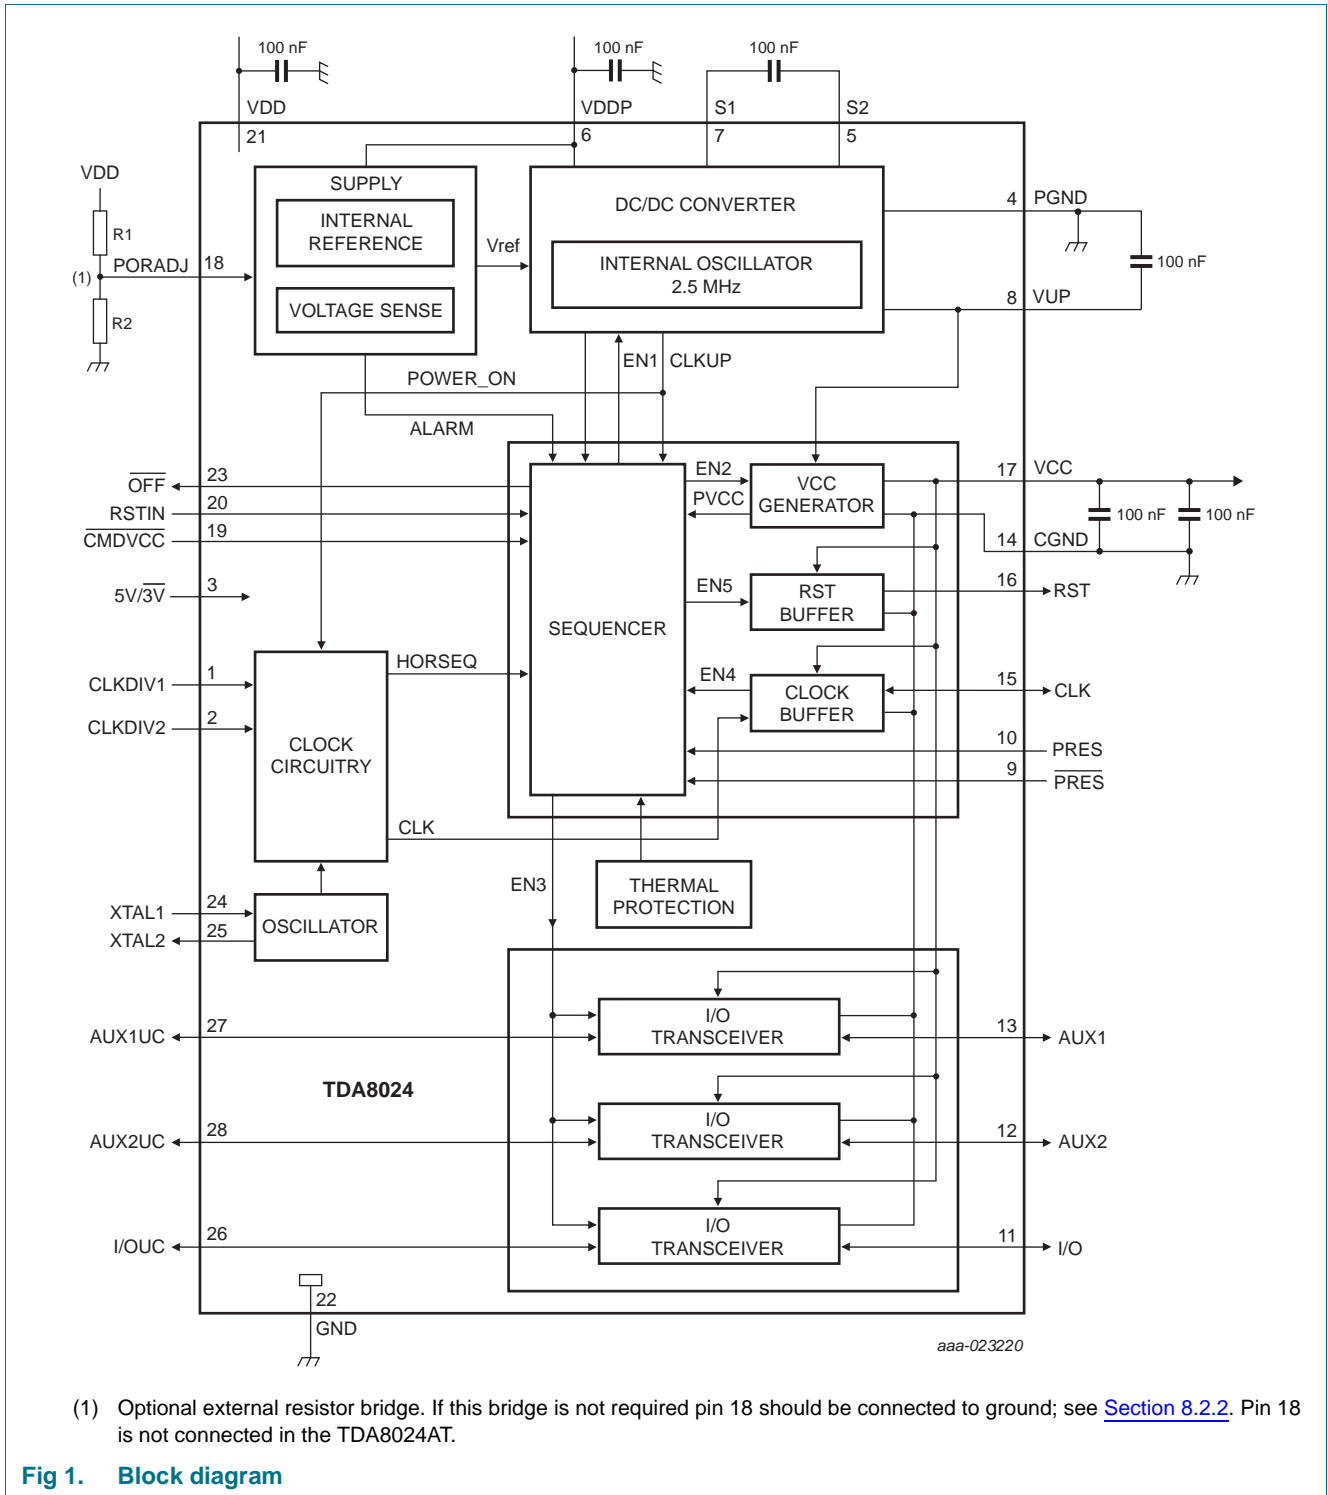 100 nF
100 nF
100 nF
VDD
VDDP
S1
S2
21
6
7
5
VDD
SUPPLY
INTERNAL
REFERENCE
VOLTAGE SENSE
Vref
DC/DC CONVERTER
INTERNAL OSCILLATOR
2.5 MHz
4
PGND
100 nF
8
VUP
R1
(1)
PORADJ
18
R2
EN1
CLKUP
POWER_ON
ALARM
OFF
23
RSTIN
20
CMDVCC
19
5V/3V
3
CLKDIV1
1
CLKDIV2
2
CLOCK
CIRCUITRY
HORSEQ
CLK
SEQUENCER
EN2
PVCC
VCC
GENERATOR
17
VCC
100 nF
100 nF
14
CGND
EN5
RST
BUFFER
16
RST
EN4
CLOCK
BUFFER
15
CLK
10
PRES
9
PRES
XTAL1
24
XTAL2
25
OSCILLATOR
EN3
THERMAL
PROTECTION
AUX1UC
27
I/O
TRANSCEIVER
13
AUX1
TDA8024
AUX2UC
28
I/O
TRANSCEIVER
12
AUX2
I/OUC
26
I/O
TRANSCEIVER
11
I/O
22
GND
aaa-023220
(1) Optional external resistor bridge. If this bridge is not required pin 18 should be connected to ground; see Section 8.2.2. Pin 18
is not connected in the TDA8024AT.
Fig 1. Block diagram